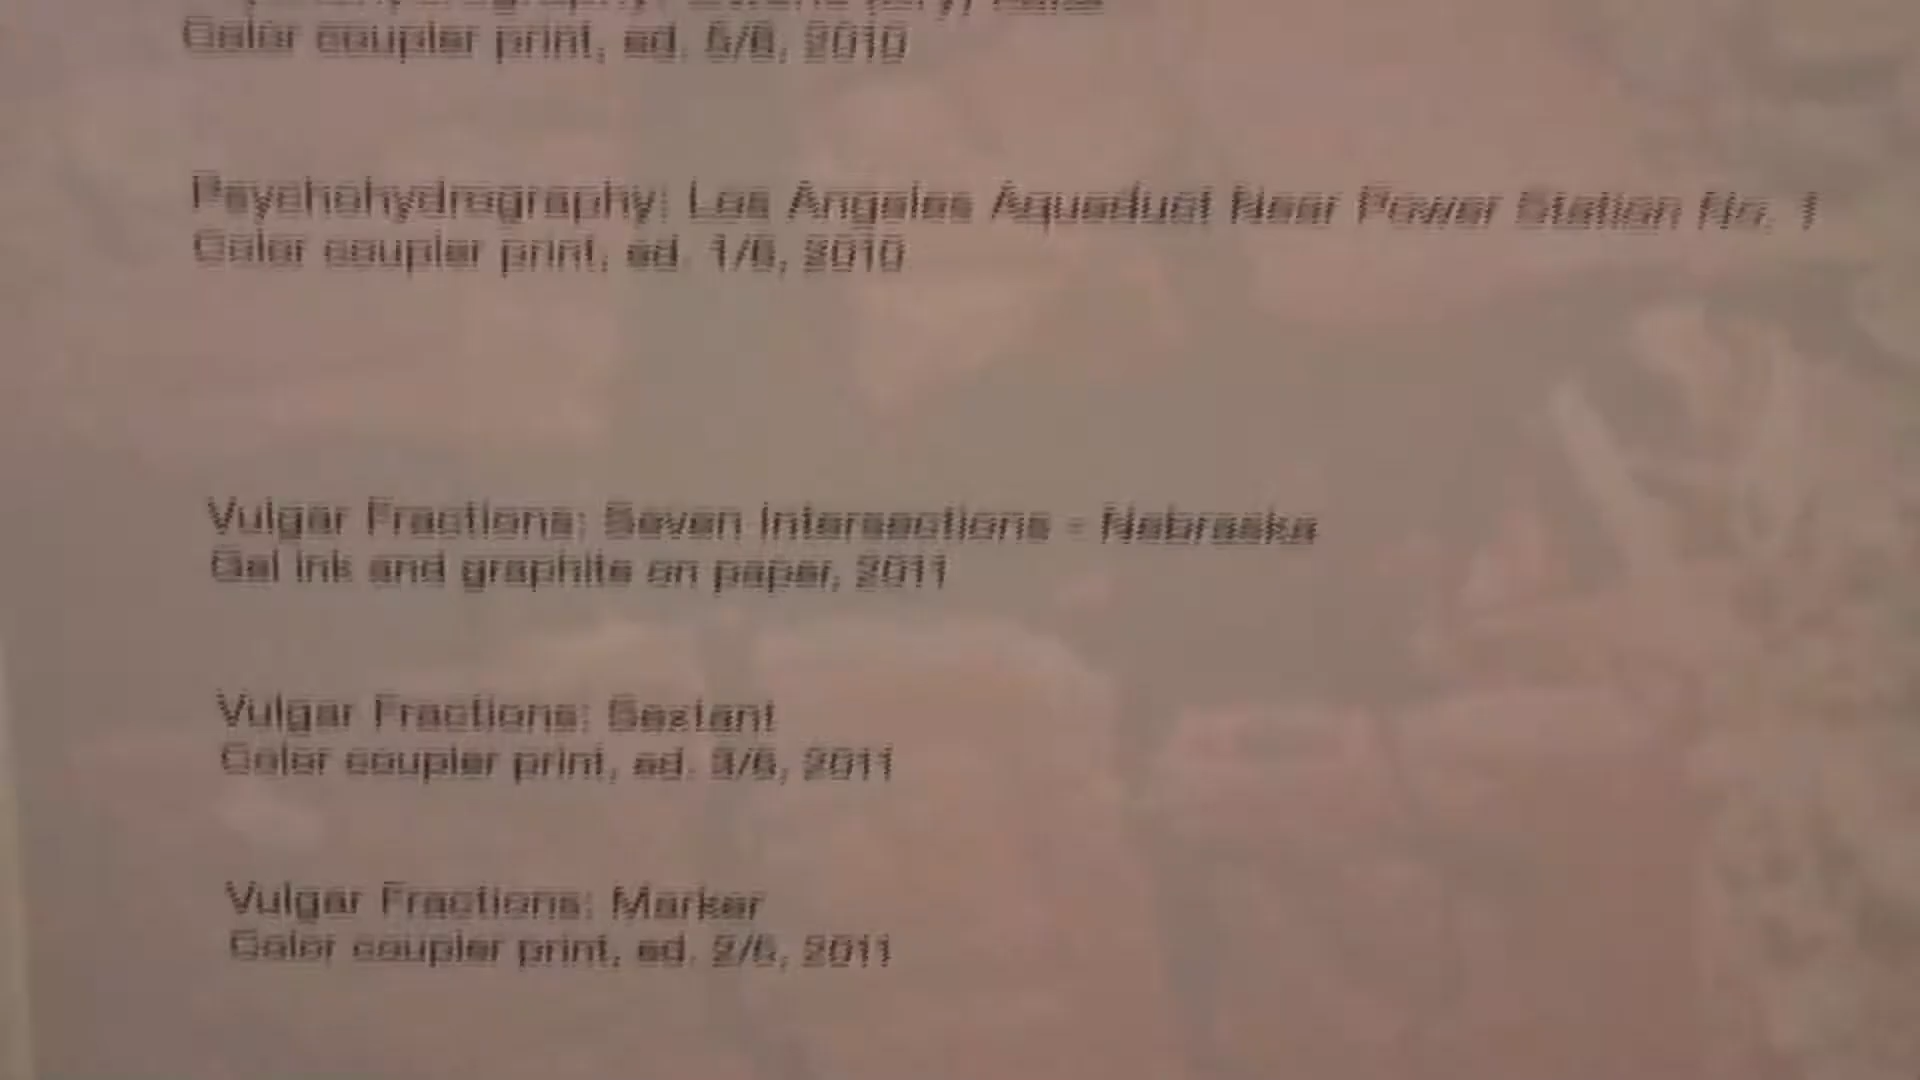 Color coupler print, ed. 5/6, 2010
Psychohydrography: Los Angeles Aqueduct Near Power Station No. 1
Color coupler print, ed. 1/6, 2010
Vulgar Fractions: Seven Intersections - Nebraska
Gel ink and graphite on paper, 2011
Vulgar Fractions: Sextant
Color coupler print, ed. 3/6, 2011
Vulgar Fractions: Marker
Color coupler print, ed. 2/6, 2011